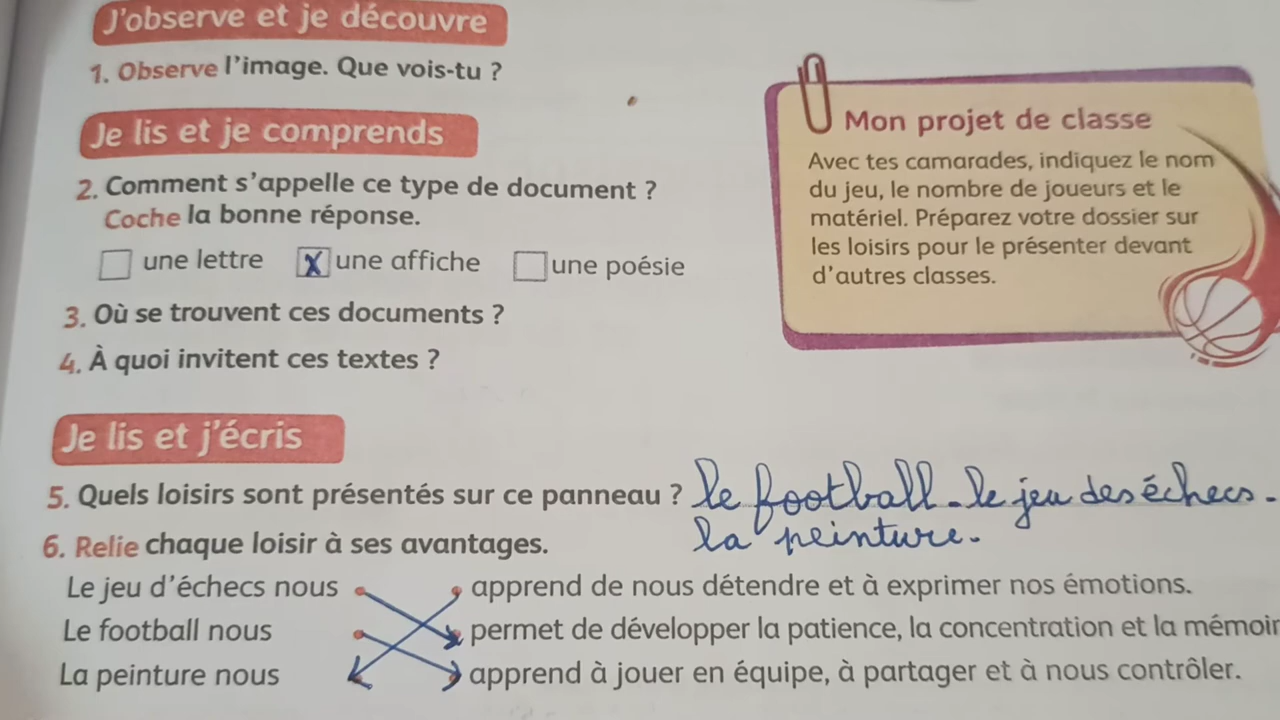 J'observe et je découvre
1. Observe l'image. Que vois-tu ?
Je lis et je comprends
2. Comment s'appelle ce type de document ?
Coche la bonne réponse.
une lettre X une affiche une poésie
3. Où se trouvent ces documents ?
4. À quoi invitent ces textes ?
Mon projet de classe
Avec tes camarades, indiquez le nom
du jeu, le nombre de joueurs et le
matériel. Préparez votre dossier sur
les loisirs pour le présenter devant
d'autres classes.
Je lis et j'écris
5. Quels loisirs sont présentés sur ce panneau ? le football - le jeu des échecs -
la peinture.
6. Relie chaque loisir à ses avantages.
Le jeu d'échecs nous apprend de nous détendre et à exprimer nos émotions.
Le football nous permet de développer la patience, la concentration et la mémoir
La peinture nous apprend à jouer en équipe, à partager et à nous contrôler.